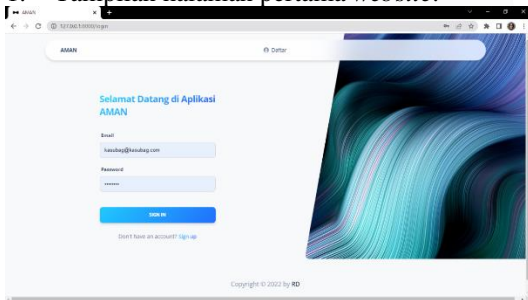 1. Tampilan halaman pertama website.
AMAN
127.0.0.1:8000/login
AMAN
Daftar
Selamat Datang di Aplikasi
AMAN
Email
kasubag@kasubag.com
Password
SIGN IN
Don't have an account? Sign up
Copyright © 2022 by RD